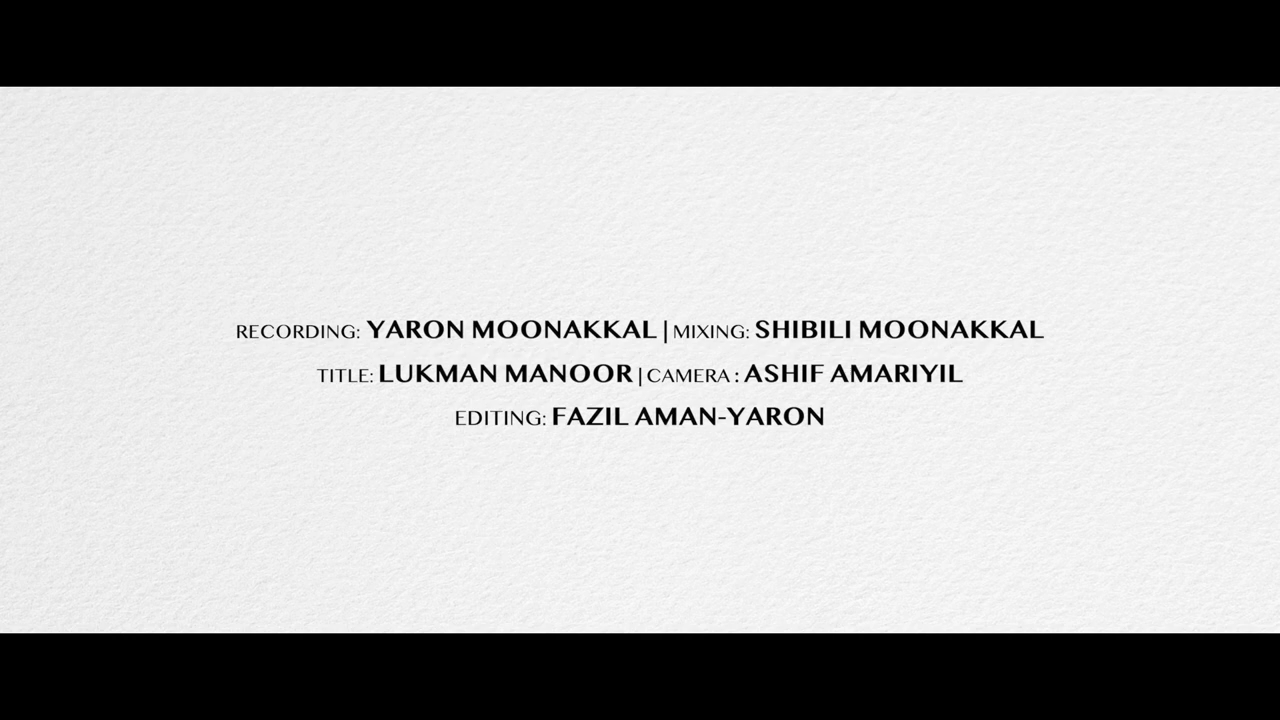 RECORDING: YARON MOONAKKAL | MIXING: SHIBILI MOONAKKAL
TITLE: LUKMAN MANOOR | CAMERA : ASHIF AMARIYIL
EDITING: FAZIL AMAN-YARON